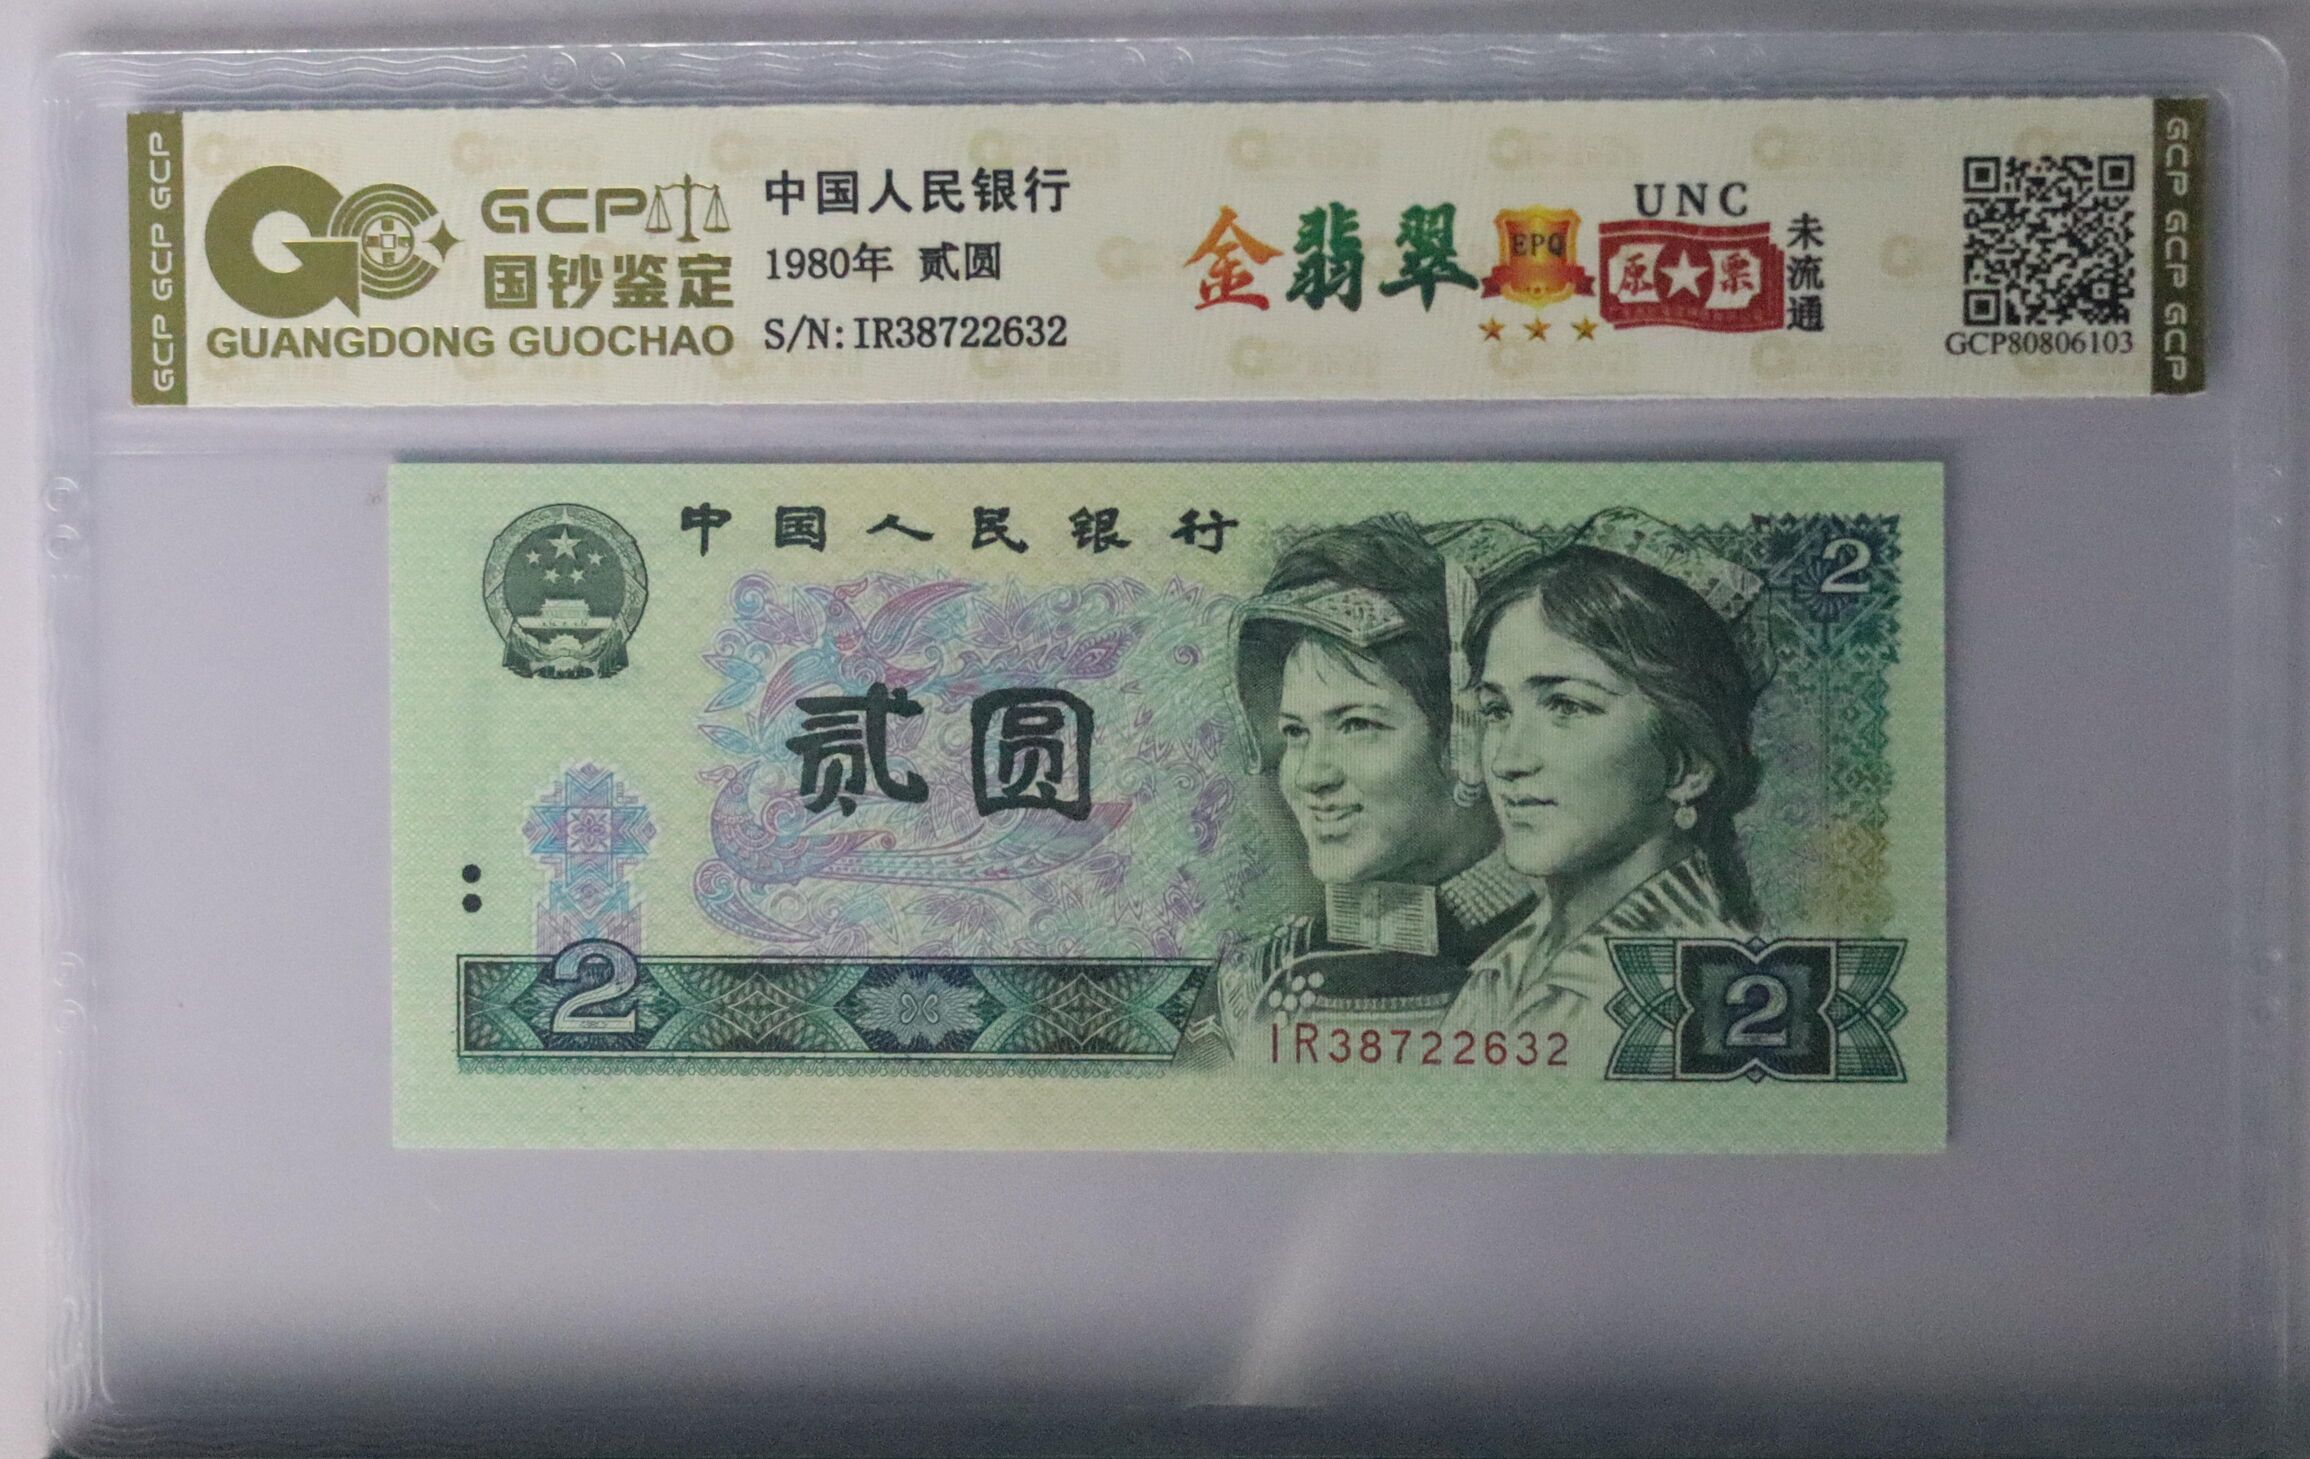 GCP GCP GCP
GCP
国钞鉴定
GUANGDONG GUOCHAO
中国人民银行
1980年 贰圆
S/N:IR38722632
金翡翠
EPQ
UNC
原★票
未流通
GCP80806103
GCP GCP GCP
中国人民银行
2
贰圆
2
IR38722632
2